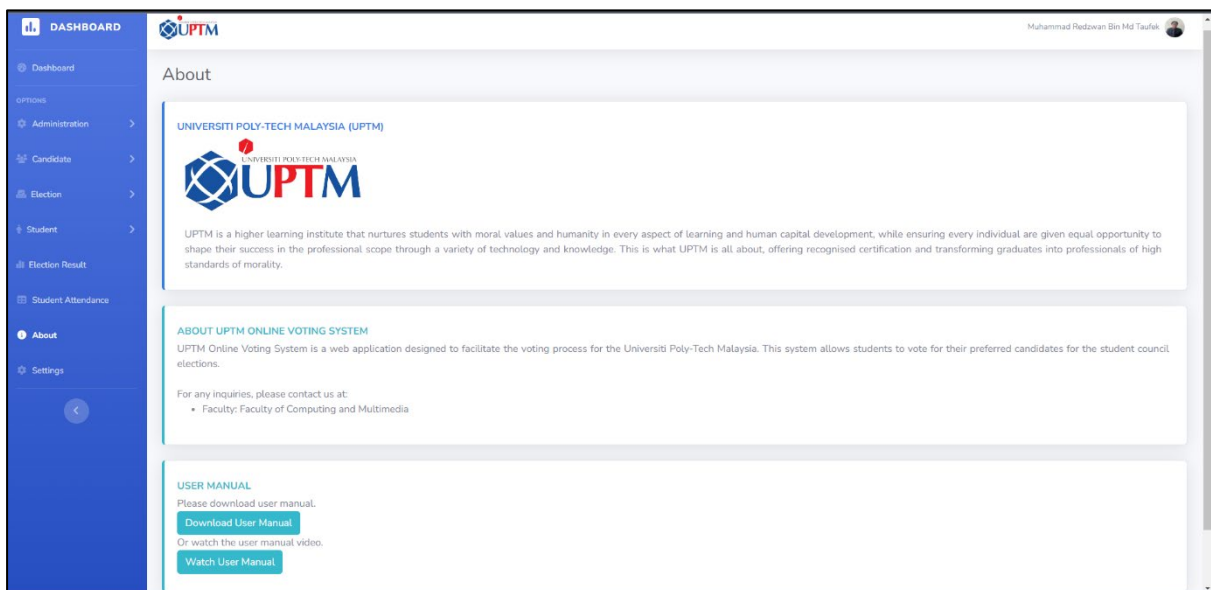 DASHBOARD
UPTM
Muhammad Redzwan Bin Md Taufek
Dashboard
OPTIONS
Administration
Candidate
Election
Student
Election Result
Student Attendance
About
Settings
About
UNIVERSITI POLY-TECH MALAYSIA (UPTM)
UNIVERSITI POLY-TECH MALAYSIA
UPTM
UPTM is a higher learning institute that nurtures students with moral values and humanity in every aspect of learning and human capital development, while ensuring every individual are given equal opportunity to
shape their success in the professional scope through a variety of technology and knowledge. This is what UPTM is all about, offering recognised certification and transforming graduates into professionals of high
standards of morality.
ABOUT UPTM ONLINE VOTING SYSTEM
UPTM Online Voting System is a web application designed to facilitate the voting process for the Universiti Poly-Tech Malaysia. This system allows students to vote for their preferred candidates for the student council
elections.
For any inquiries, please contact us at:
• Faculty: Faculty of Computing and Multimedia
USER MANUAL
Please download user manual.
Download User Manual
Or watch the user manual video.
Watch User Manual